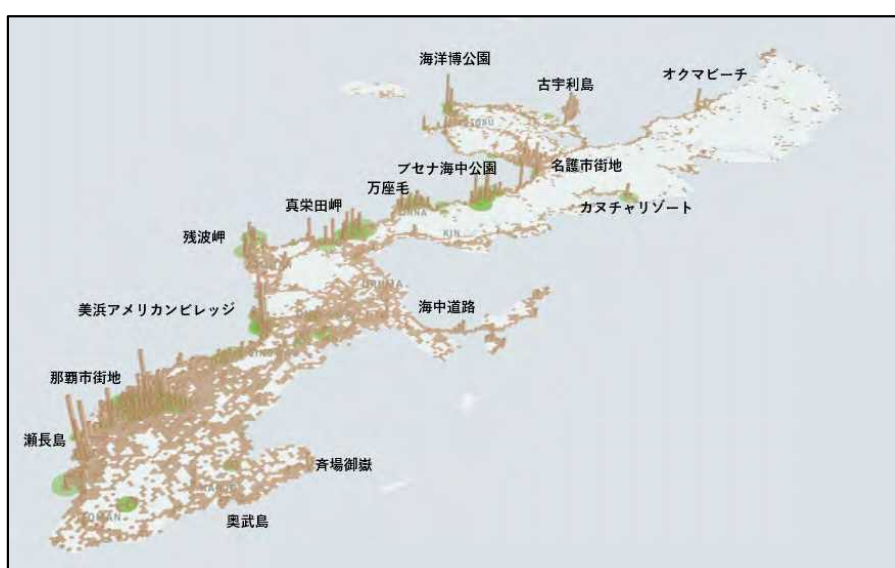 海洋博公園
古宇利島
オクマビーチ
ブセナ海中公園
名護市街地
万座毛
真栄田岬
カヌチャリゾート
残波岬
KIN
美浜アメリカンビレッジ
海中道路
那覇市街地
瀬長島
斉場御嶽
奥武島